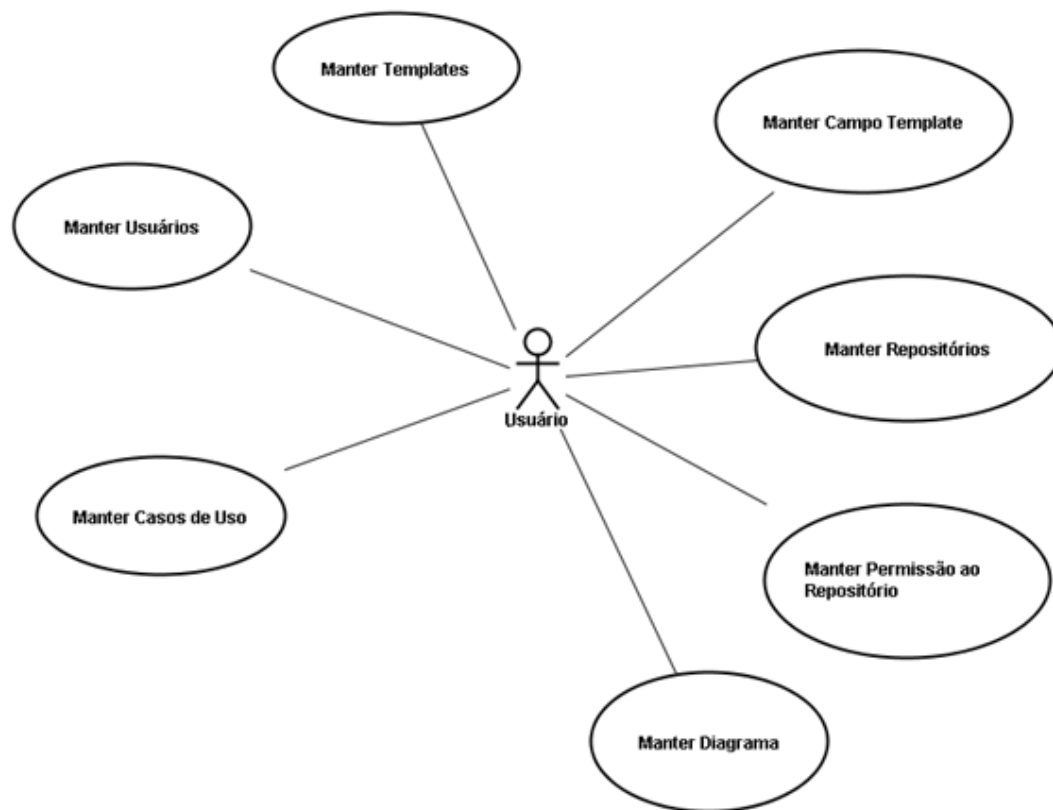 Manter Templates
Manter Campo Template
Manter Usuários
Manter Repositórios
Usuário
Manter Casos de Uso
Manter Permissão ao
Repositório
Manter Diagrama